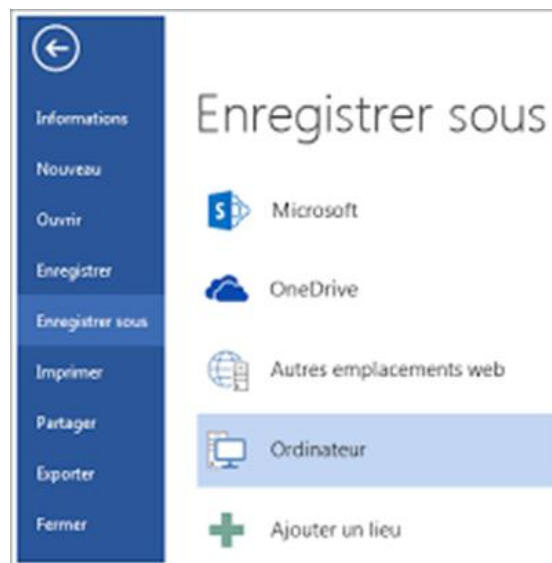 Informations
Nouveau
Ouvrir
Enregistrer
Enregistrer sous
Imprimer
Partager
Exporter
Fermer
Enregistrer sous
Microsoft
OneDrive
Autres emplacements web
Ordinateur
Ajouter un lieu